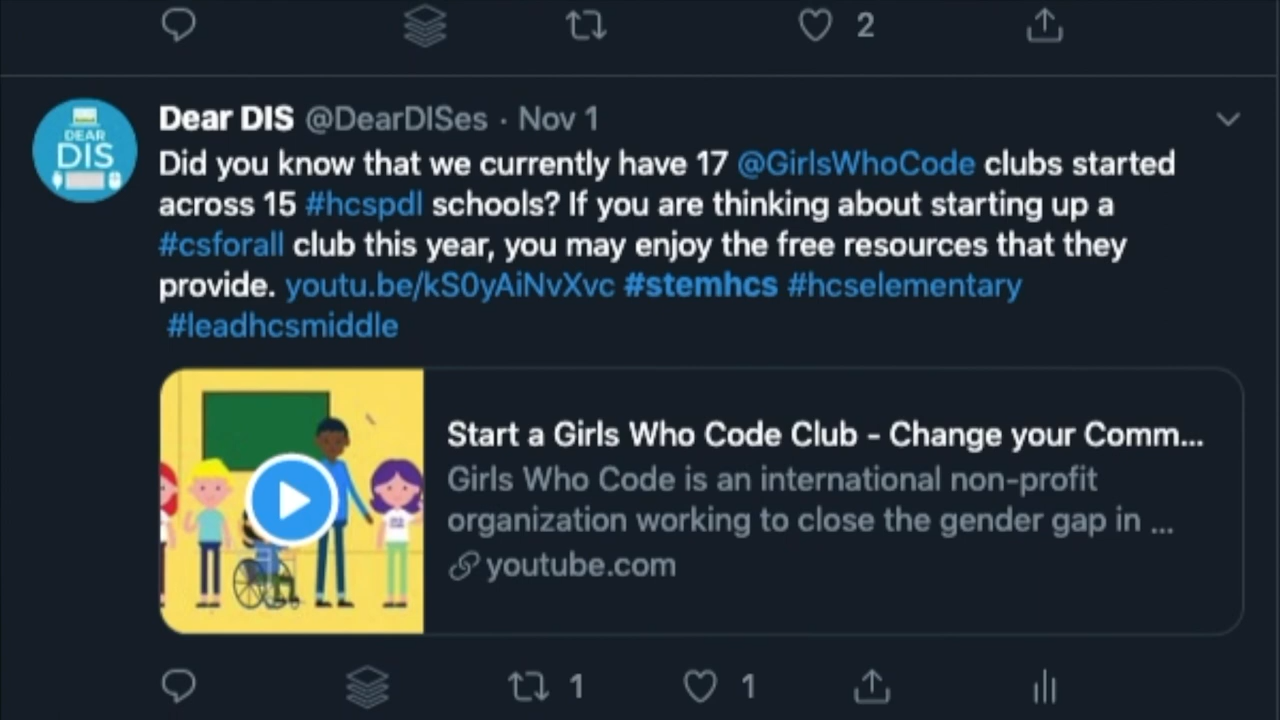 2
Dear DIS @DearDISes · Nov 1
DEAR
DIS
Did you know that we currently have 17 @GirlsWhoCode clubs started
across 15 #hcspdl schools? If you are thinking about starting up a
#csforall club this year, you may enjoy the free resources that they
provide. youtu.be/kS0yAiNvXvc #stemhcs #hcselementary
#leadhcsmiddle
Start a Girls Who Code Club - Change your Comm...
Girls Who Code is an international non-profit
organization working to close the gender gap in ...
youtube.com
1 1